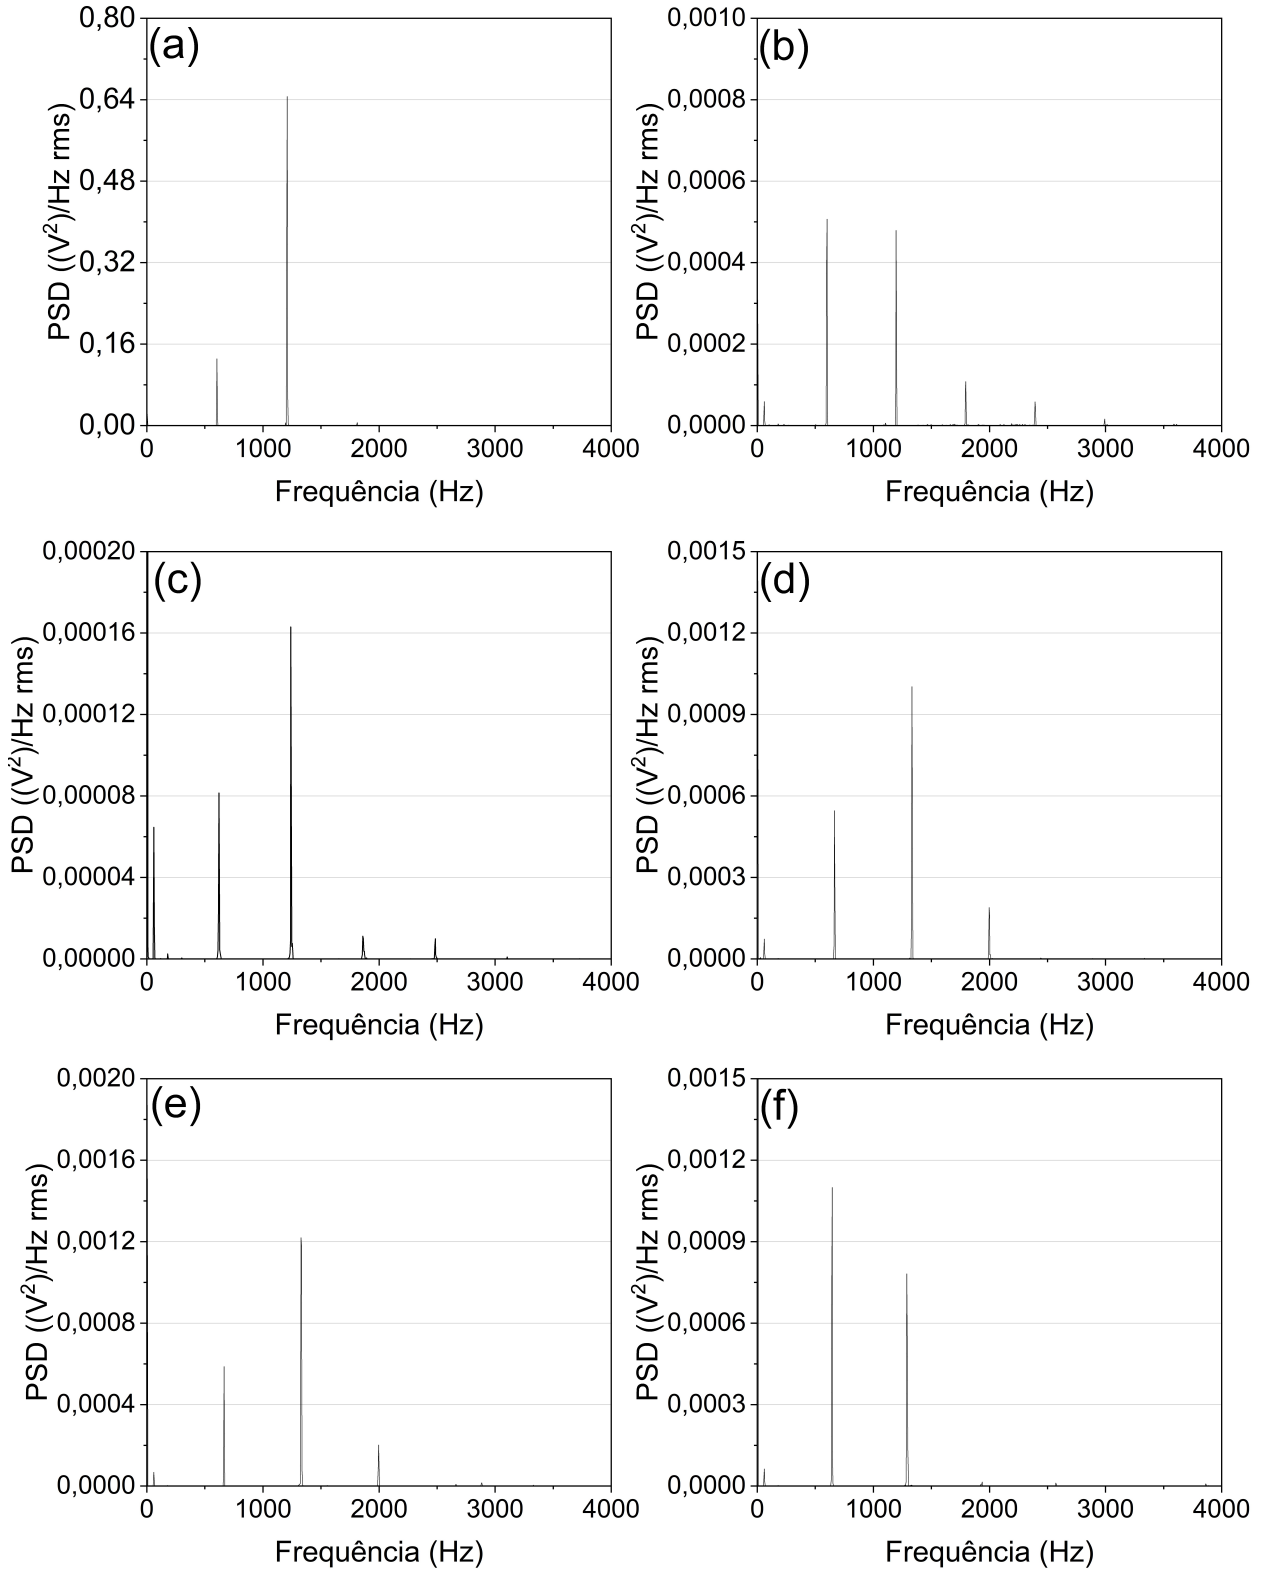 (a)
PSD ((V²)/Hz rms)
0,80
0,64
0,48
0,32
0,16
0,00
0 1000 2000 3000 4000
Frequência (Hz)
(b)
PSD ((V²)/Hz rms)
0,0010
0,0008
0,0006
0,0004
0,0002
0,0000
0 1000 2000 3000 4000
Frequência (Hz)
(c)
PSD ((V²)/Hz rms)
0,00020
0,00016
0,00012
0,00008
0,00004
0,00000
0 1000 2000 3000 4000
Frequência (Hz)
(d)
PSD ((V²)/Hz rms)
0,0015
0,0012
0,0009
0,0006
0,0003
0,0000
0 1000 2000 3000 4000
Frequência (Hz)
(e)
PSD ((V²)/Hz rms)
0,0020
0,0016
0,0012
0,0008
0,0004
0,0000
0 1000 2000 3000 4000
Frequência (Hz)
(f)
PSD ((V²)/Hz rms)
0,0015
0,0012
0,0009
0,0006
0,0003
0,0000
0 1000 2000 3000 4000
Frequência (Hz)